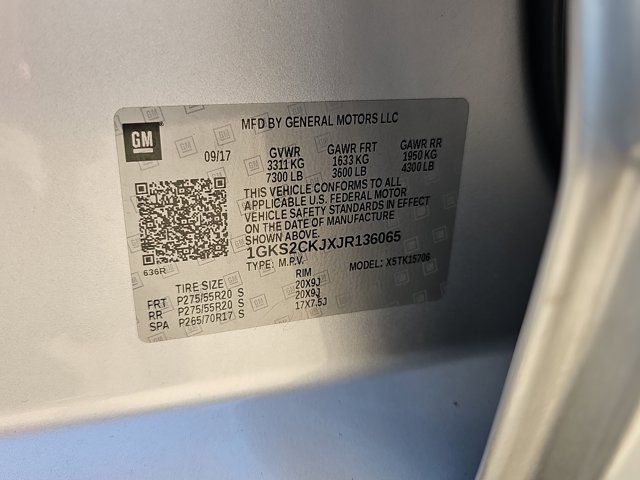 GM
MFD BY GENERAL MOTORS LLC
09/17 GVWR GAWR FRT GAWR RR
3311 KG 1633 KG 1950 KG
7300 LB 3600 LB 4300 LB
THIS VEHICLE CONFORMS TO ALL
APPLICABLE U.S. FEDERAL MOTOR
VEHICLE SAFETY STANDARDS IN EFFECT
ON THE DATE OF MANUFACTURE
SHOWN ABOVE.
1GKS2CKJXJR136065
636R TYPE: M.P.V. MODEL: X5TK15706
TIRE SIZE RIM
FRT P275/55R20 S 20X9J
RR P275/55R20 S 20X9J
SPA P265/70R17 S 17X7.5J